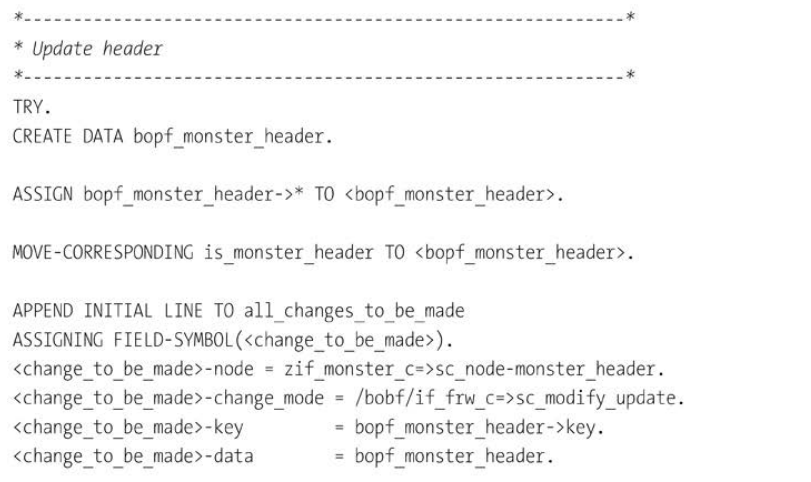 *------------------------------------------------------------*
* Update header
*------------------------------------------------------------*
TRY.
CREATE DATA bopf_monster_header.
ASSIGN bopf_monster_header->* TO <bopf_monster_header>.
MOVE-CORRESPONDING is_monster_header TO <bopf_monster_header>.
APPEND INITIAL LINE TO all_changes_to_be_made
ASSIGNING FIELD-SYMBOL(<change_to_be_made>).
<change_to_be_made>-node = zif_monster_c=>sc_node-monster_header.
<change_to_be_made>-change_mode = /bobf/if_frw_c=>sc_modify_update.
<change_to_be_made>-key         = bopf_monster_header->key.
<change_to_be_made>-data        = bopf_monster_header.